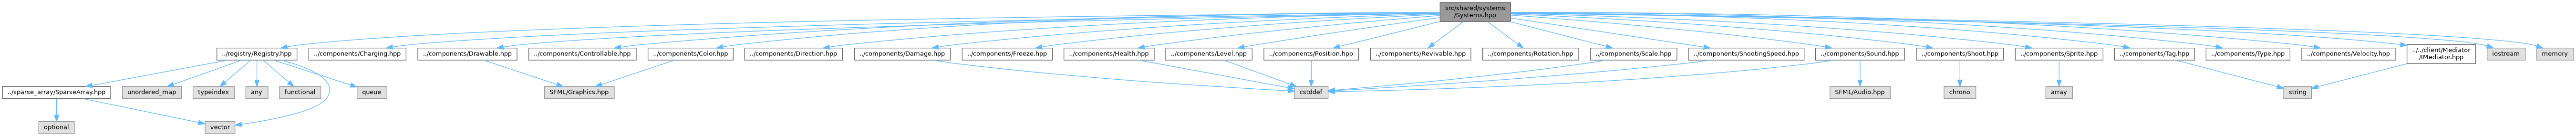 src/shared/systems
/Systems.hpp
../registry/Registry.hpp
../components/Charging.hpp
../components/Drawable.hpp
../components/Controllable.hpp
../components/Color.hpp
../components/Direction.hpp
../components/Damage.hpp
../components/Freeze.hpp
../components/Health.hpp
../components/Level.hpp
../components/Position.hpp
../components/Revivable.hpp
../components/Rotation.hpp
../components/Scale.hpp
../components/ShootingSpeed.hpp
../components/Sound.hpp
../components/Shoot.hpp
../components/Sprite.hpp
../components/Tag.hpp
../components/Type.hpp
../components/Velocity.hpp
../../client/Mediator
/IMediator.hpp
iostream
memory
../sparse_array/SparseArray.hpp
unordered_map
typeindex
any
functional
queue
SFML/Graphics.hpp
cstddef
SFML/Audio.hpp
chrono
array
string
optional
vector